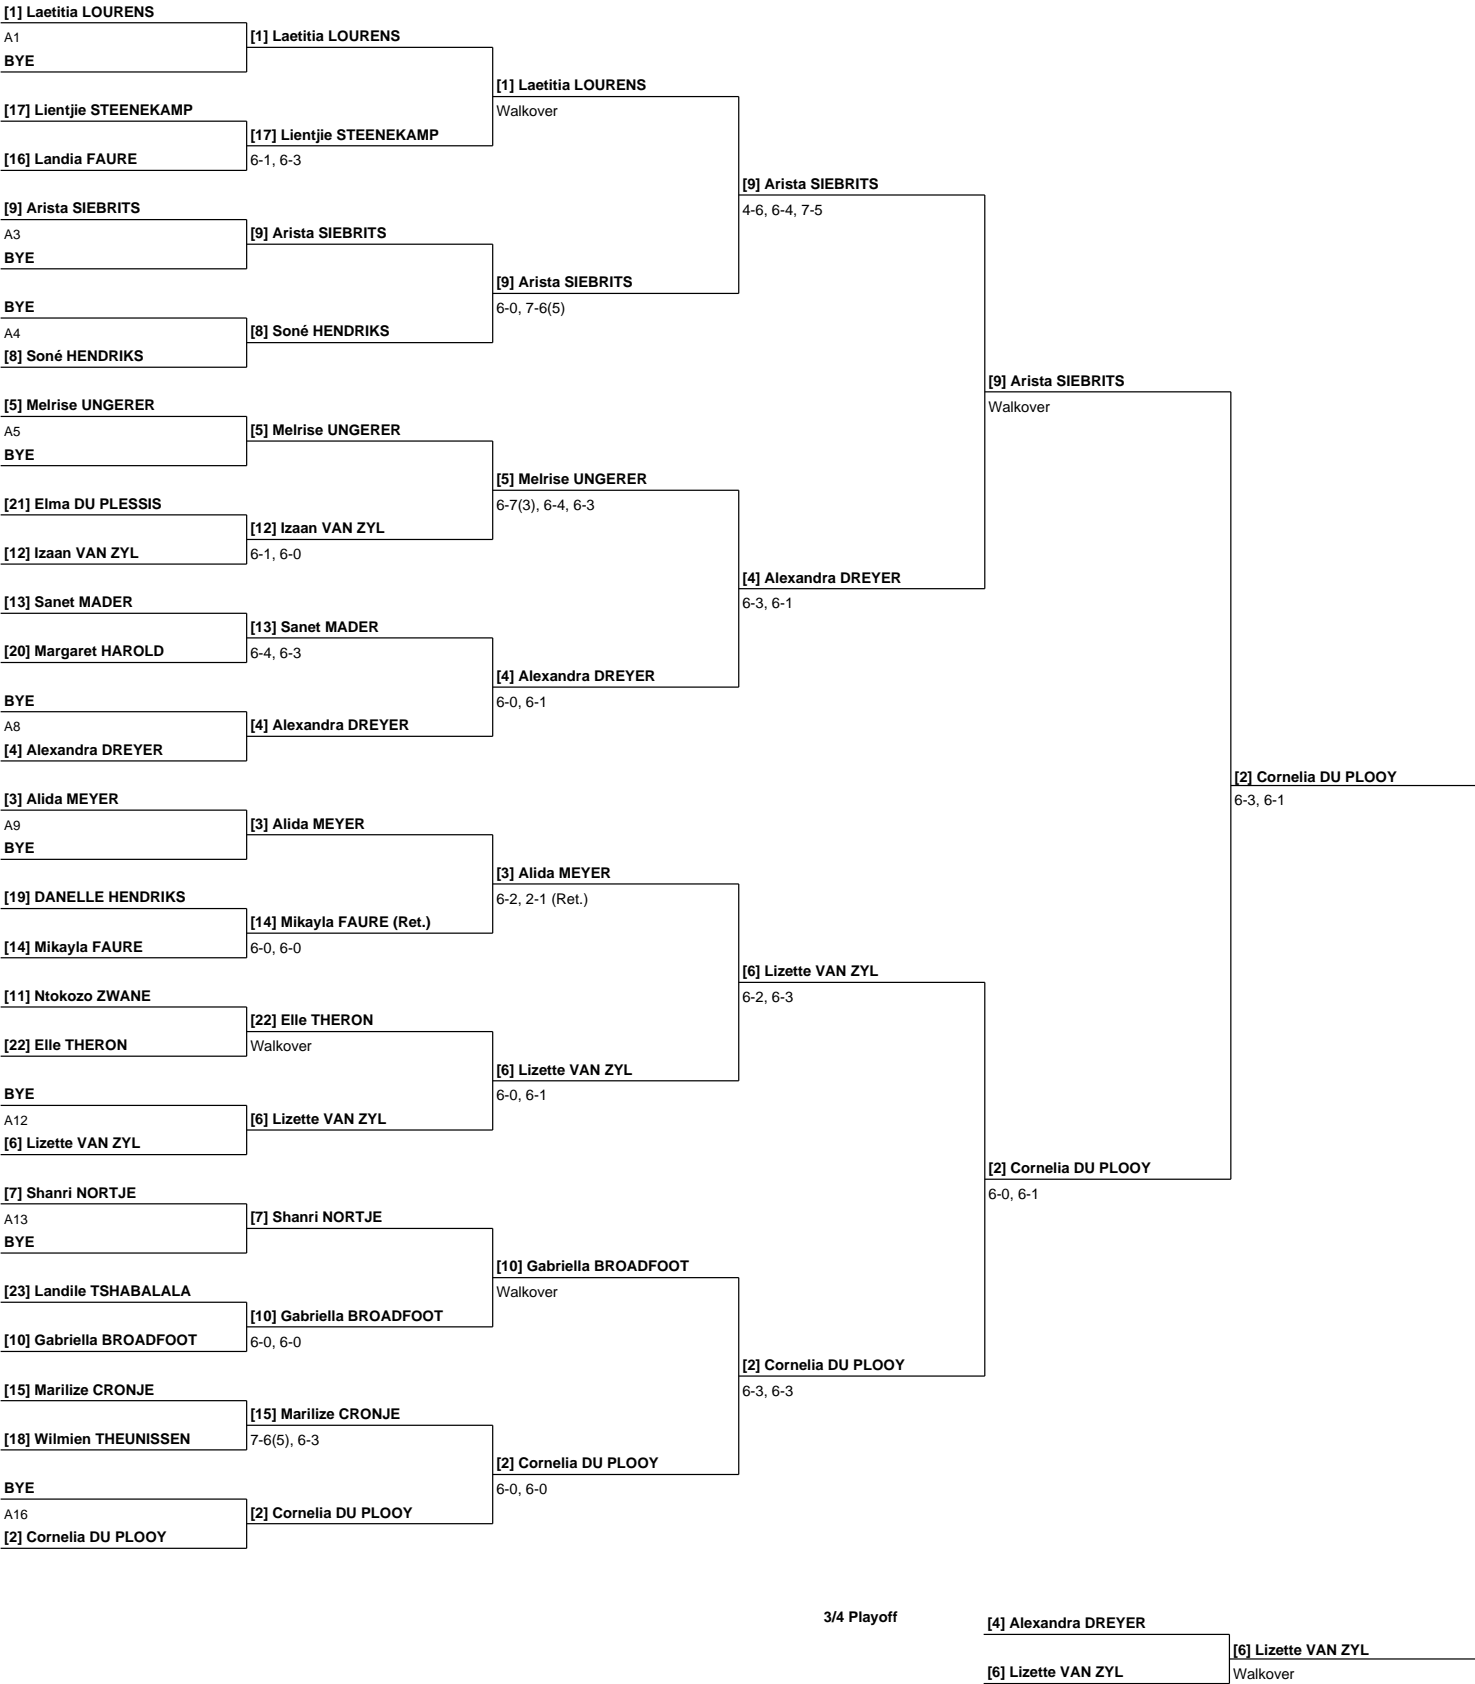 [1] Laetitia LOURENS
A1
BYE
[17] Lientjie STEENEKAMP
[16] Landia FAURE
[9] Arista SIEBRITS
A3
BYE
BYE
A4
[8] Soné HENDRIKS
[5] Melrise UNGERER
A5
BYE
[21] Elma DU PLESSIS
[12] Izaan VAN ZYL
[13] Sanet MADER
[20] Margaret HAROLD
BYE
A8
[4] Alexandra DREYER
[3] Alida MEYER
A9
BYE
[19] DANELLE HENDRIKS
[14] Mikayla FAURE
[11] Ntokozo ZWANE
[22] Elle THERON
BYE
A12
[6] Lizette VAN ZYL
[7] Shanri NORTJE
A13
BYE
[23] Landile TSHABALALA
[10] Gabriella BROADFOOT
[15] Marilize CRONJE
[18] Wilmien THEUNISSEN
BYE
A16
[2] Cornelia DU PLOOY
[1] Laetitia LOURENS
[17] Lientjie STEENEKAMP
6-1, 6-3
[9] Arista SIEBRITS
[8] Soné HENDRIKS
[5] Melrise UNGERER
[12] Izaan VAN ZYL
6-1, 6-0
[13] Sanet MADER
6-4, 6-3
[4] Alexandra DREYER
[3] Alida MEYER
[14] Mikayla FAURE (Ret.)
6-0, 6-0
[22] Elle THERON
Walkover
[6] Lizette VAN ZYL
[7] Shanri NORTJE
[10] Gabriella BROADFOOT
6-0, 6-0
[15] Marilize CRONJE
7-6(5), 6-3
[2] Cornelia DU PLOOY
[1] Laetitia LOURENS
Walkover
[9] Arista SIEBRITS
6-0, 7-6(5)
[5] Melrise UNGERER
6-7(3), 6-4, 6-3
[4] Alexandra DREYER
6-0, 6-1
[3] Alida MEYER
6-2, 2-1 (Ret.)
[6] Lizette VAN ZYL
6-0, 6-1
[10] Gabriella BROADFOOT
Walkover
[2] Cornelia DU PLOOY
6-0, 6-0
[9] Arista SIEBRITS
4-6, 6-4, 7-5
[4] Alexandra DREYER
6-3, 6-1
[6] Lizette VAN ZYL
6-2, 6-3
[2] Cornelia DU PLOOY
6-3, 6-3
[9] Arista SIEBRITS
Walkover
[2] Cornelia DU PLOOY
6-0, 6-1
[2] Cornelia DU PLOOY
6-3, 6-1
3/4 Playoff
[4] Alexandra DREYER
[6] Lizette VAN ZYL
[6] Lizette VAN ZYL
Walkover